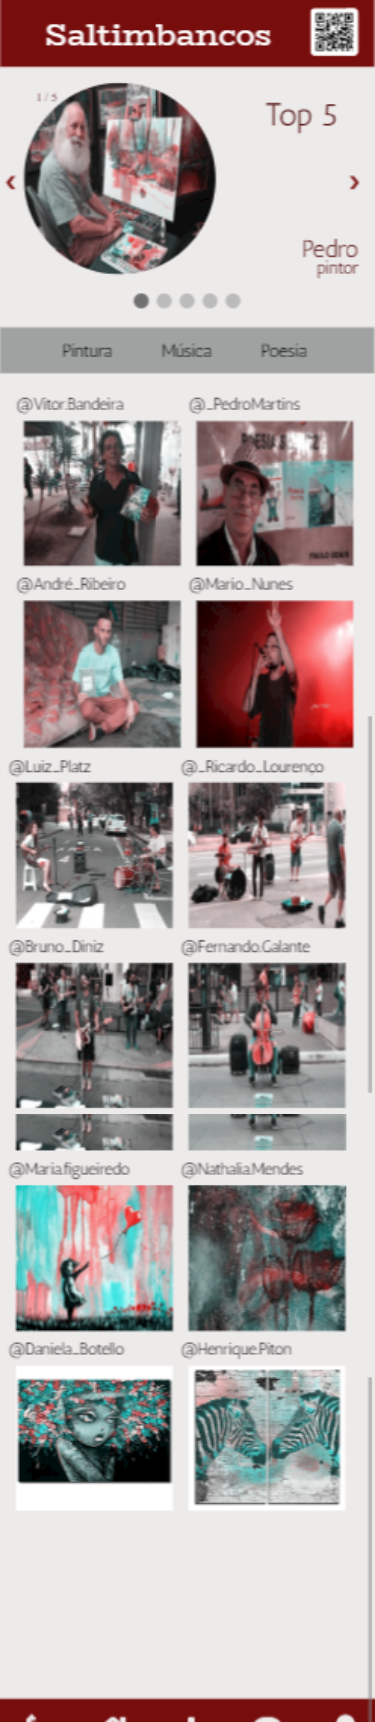 Saltimbancos
1 / 5
Top 5
‹
›
Pedro
pintor
Pintura Música Poesia
@Vitor.Bandeira @_PedroMartins
@André_Ribeiro @Mario_Nunes
@Luiz_Platz @_Ricardo_Lourenço
@Bruno_Diniz @Fernando.Galante
@Maria.figueiredo @Nathalia.Mendes
@Daniela_Botello @Henrique.Piton